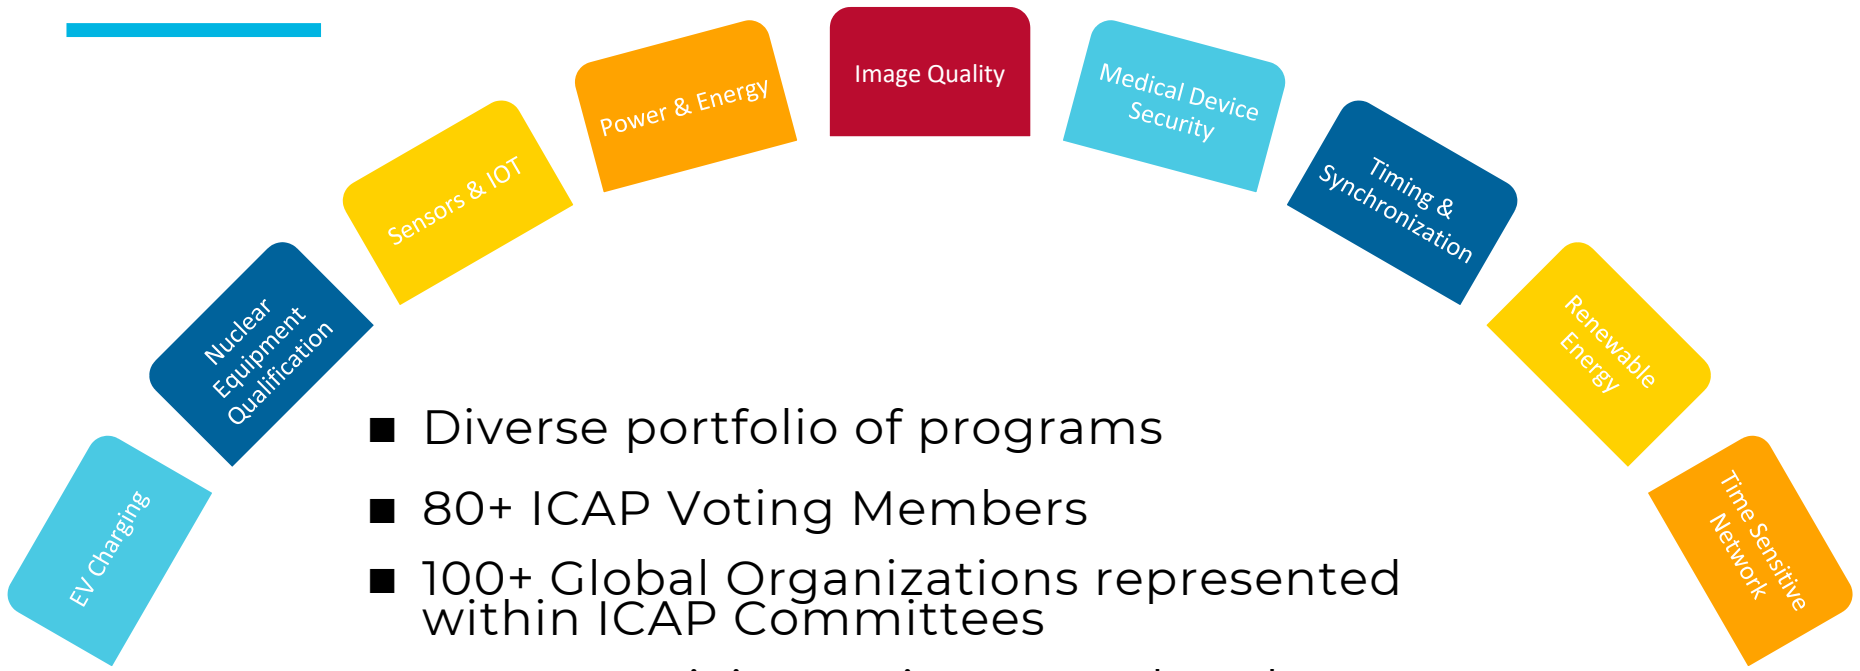 EV Charging
Nuclear
Equipment
Qualification
Sensors & IOT
Power & Energy
Image Quality
Medical Device
Security
Timing &
Synchronization
Renewable
Energy
Time Sensitive
Network
■ Diverse portfolio of programs
■ 80+ ICAP Voting Members
■ 100+ Global Organizations represented
within ICAP Committees